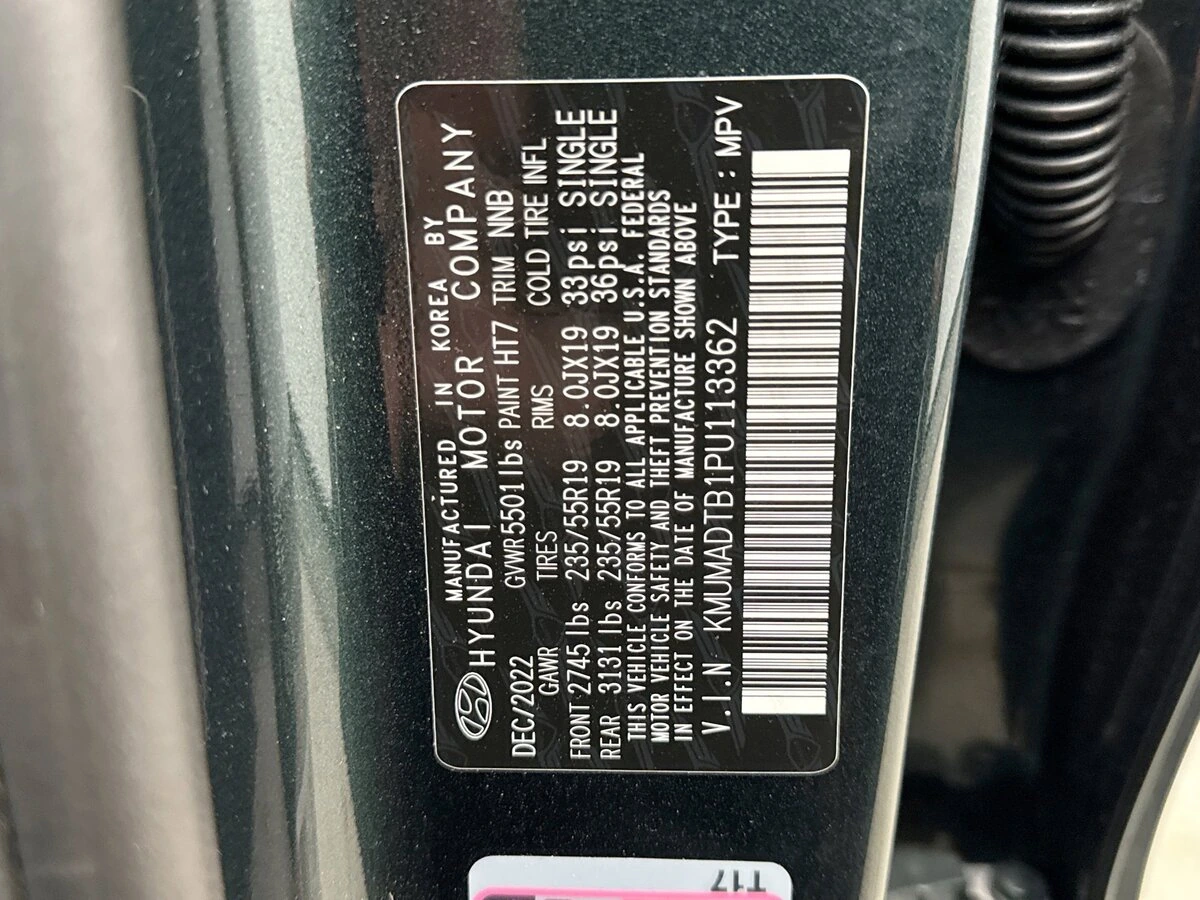 MANUFACTURED IN KOREA BY
HYUNDAI MOTOR COMPANY
DEC/2022 GVWR 5501 lbs PAINT HT7 TRIM NNB
GAWR TIRES RIMS COLD TIRE INFL
FRONT 2745 lbs 235/55R19 8.0JX19 33psi SINGLE
REAR 3131 lbs 235/55R19 8.0JX19 36psi SINGLE
THIS VEHICLE CONFORMS TO ALL APPLICABLE U.S.A. FEDERAL
MOTOR VEHICLE SAFETY AND THEFT PREVENTION STANDARDS
IN EFFECT ON THE DATE OF MANUFACTURE SHOWN ABOVE
V.I.N KMUMADTB1PU113362 TYPE : MPV
T17